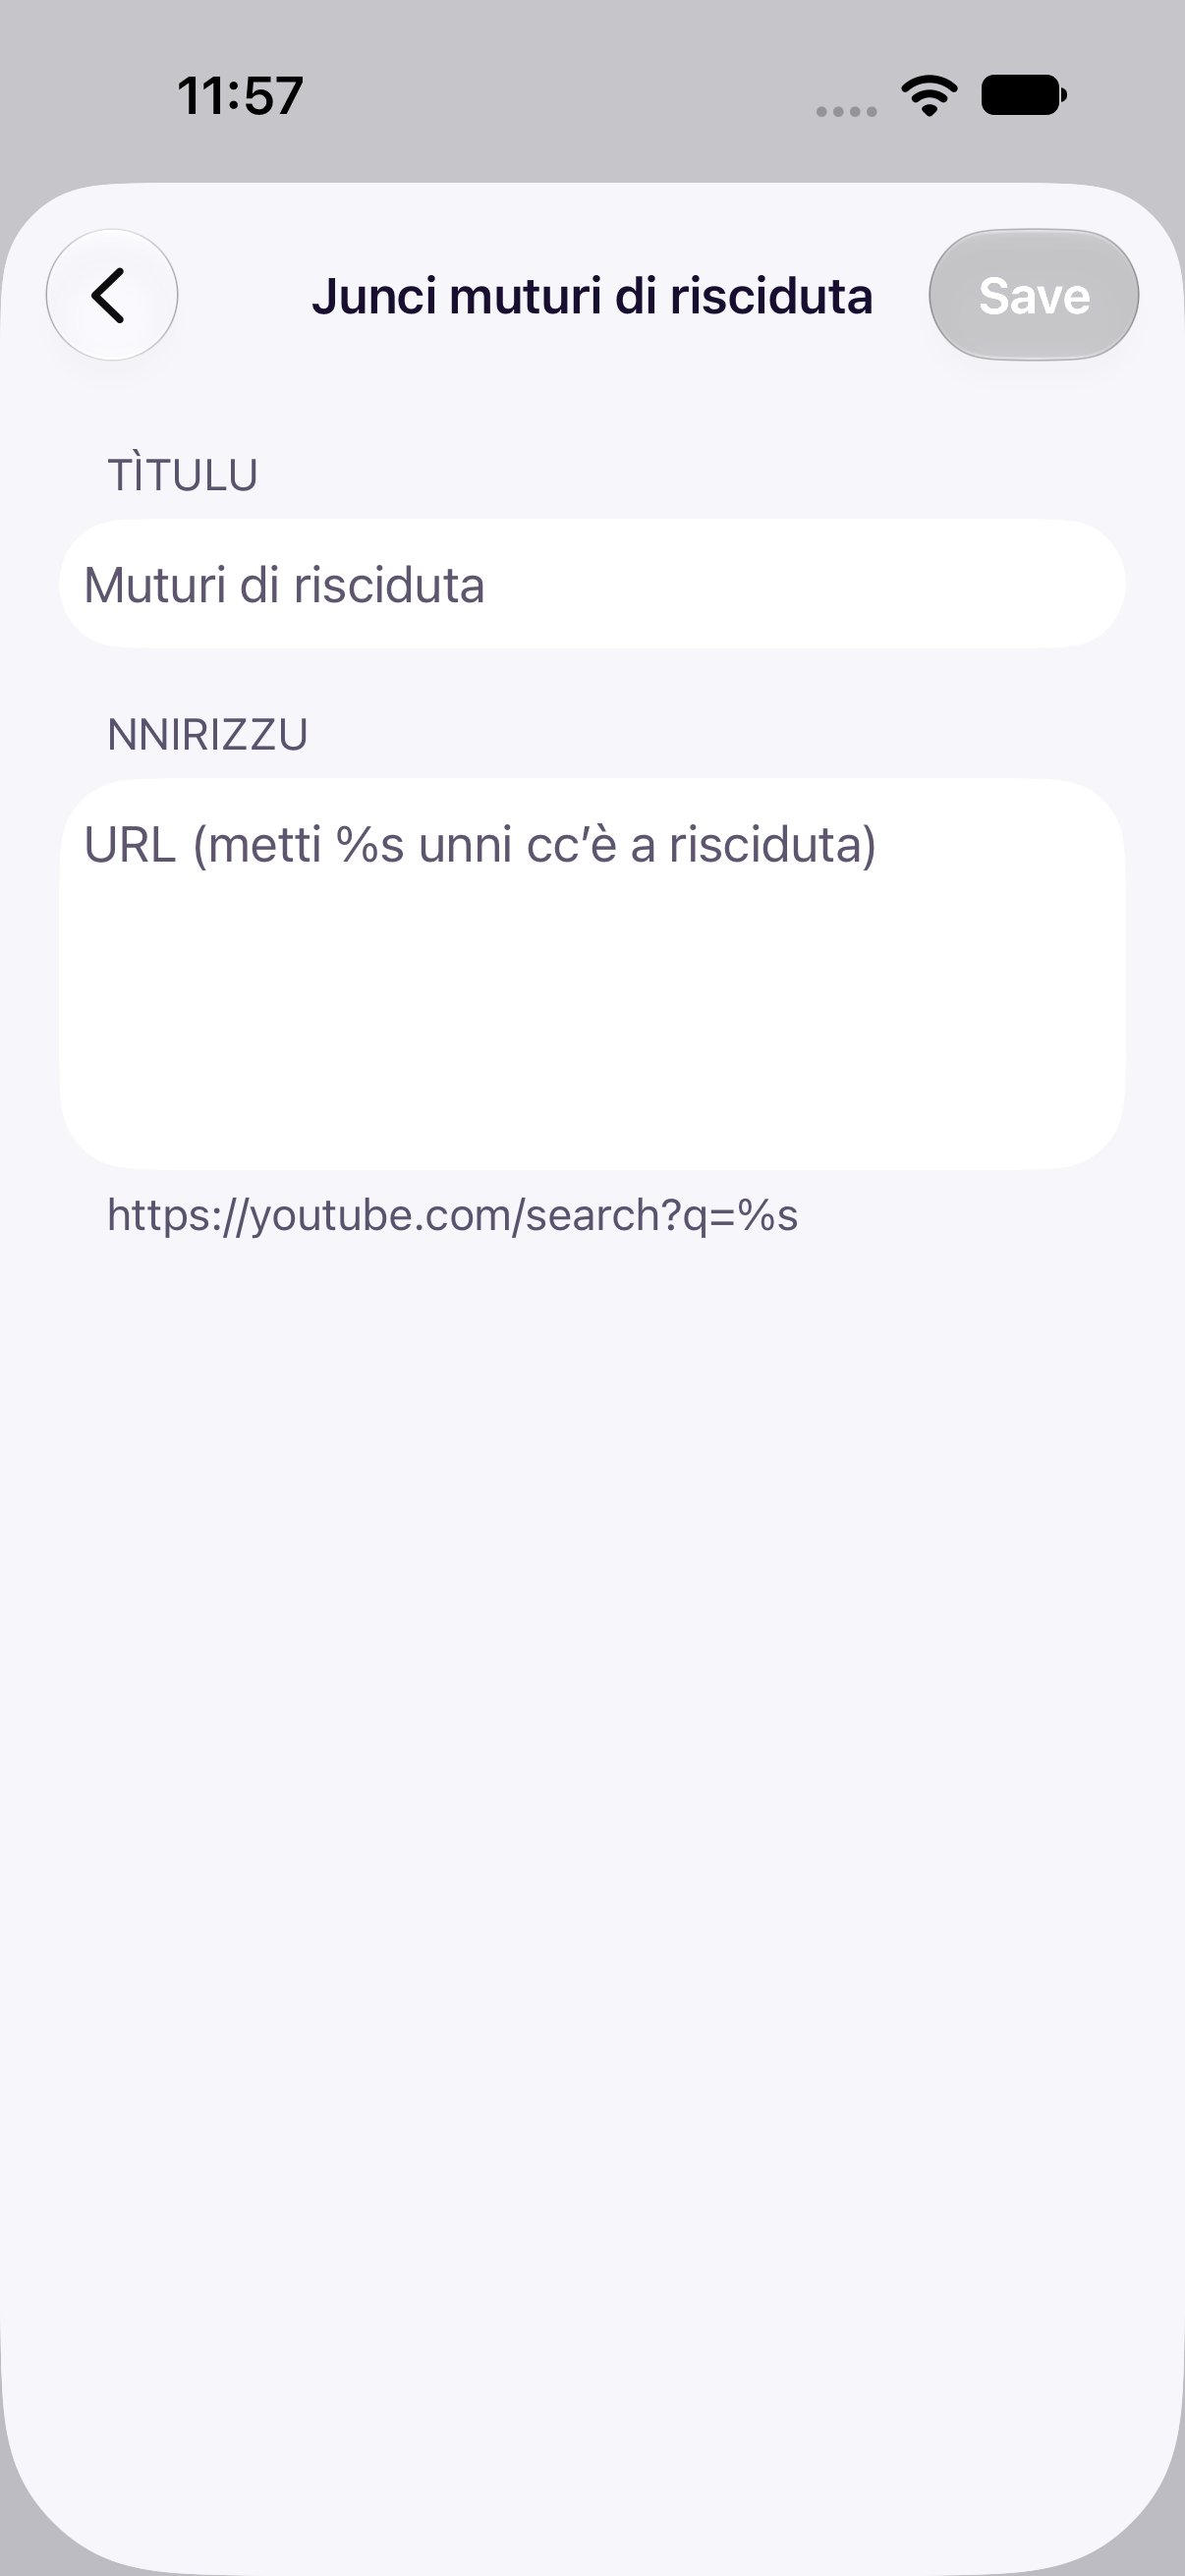 11:57
Junci muturi di risciduta
Save
TÌTULU
Muturi di risciduta
NNIRIZZU
URL (metti %s unni cc’è a risciduta)
https://youtube.com/search?q=%s